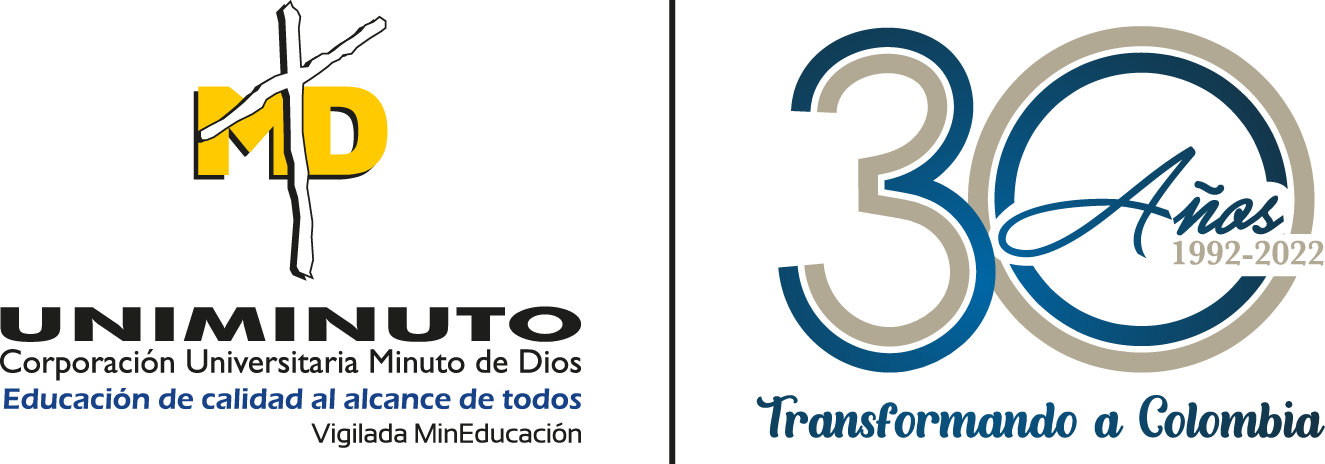 MD
UNIMINUTO
Corporación Universitaria Minuto de Dios
Educación de calidad al alcance de todos
Vigilada MinEducación
30
Años
1992-2022
Transformando a Colombia